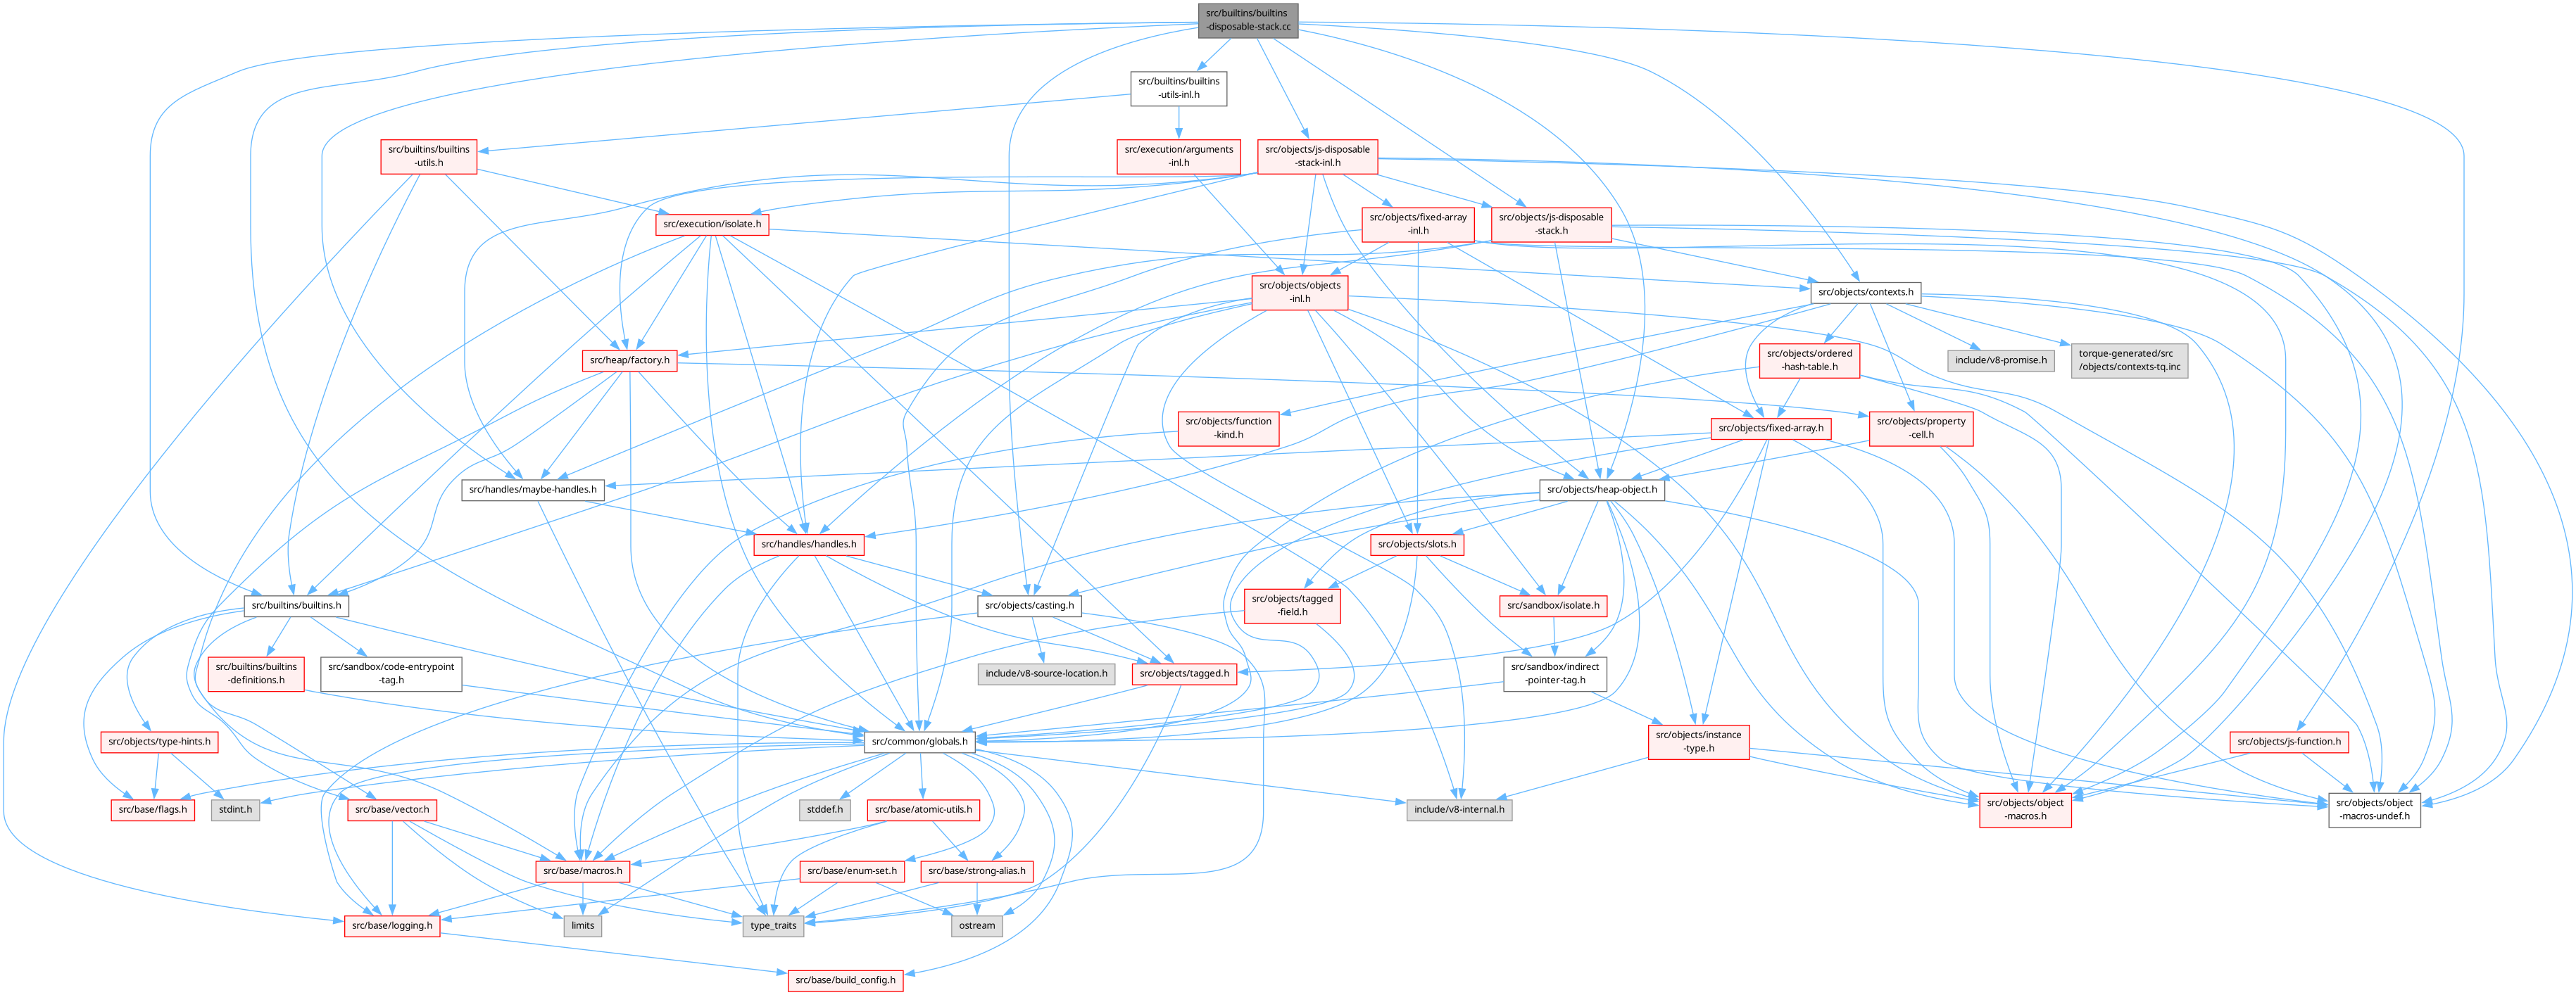 src/builtins/builtins
-disposable-stack.cc
src/builtins/builtins
-utils-inl.h
src/builtins/builtins
-utils.h
src/execution/arguments
-inl.h
src/objects/js-disposable
-stack-inl.h
src/execution/isolate.h
src/objects/fixed-array
-inl.h
src/objects/js-disposable
-stack.h
src/objects/objects
-inl.h
src/objects/contexts.h
src/heap/factory.h
src/objects/ordered
-hash-table.h
include/v8-promise.h
torque-generated/src
/objects/contexts-tq.inc
src/objects/function
-kind.h
src/objects/fixed-array.h
src/objects/property
-cell.h
src/handles/maybe-handles.h
src/objects/heap-object.h
src/handles/handles.h
src/objects/slots.h
src/builtins/builtins.h
src/objects/casting.h
src/objects/tagged
-field.h
src/sandbox/isolate.h
src/builtins/builtins
-definitions.h
src/sandbox/code-entrypoint
-tag.h
include/v8-source-location.h
src/objects/tagged.h
src/sandbox/indirect
-pointer-tag.h
src/objects/type-hints.h
src/common/globals.h
src/objects/instance
-type.h
src/objects/js-function.h
src/base/flags.h
stdint.h
src/base/vector.h
stddef.h
src/base/atomic-utils.h
include/v8-internal.h
src/objects/object
-macros.h
src/objects/object
-macros-undef.h
src/base/macros.h
src/base/enum-set.h
src/base/strong-alias.h
src/base/logging.h
limits
type_traits
ostream
src/base/build_config.h